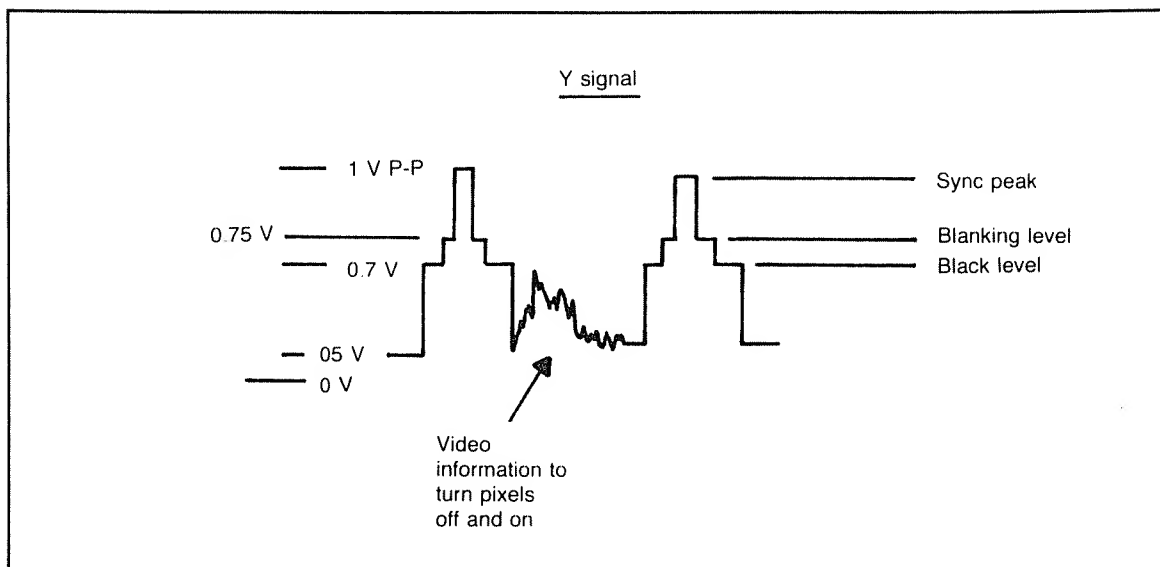 Y signal
1 V P-P
Sync peak
0.75 V
Blanking level
0.7 V
Black level
05 V
0 V
Video
information to
turn pixels
off and on